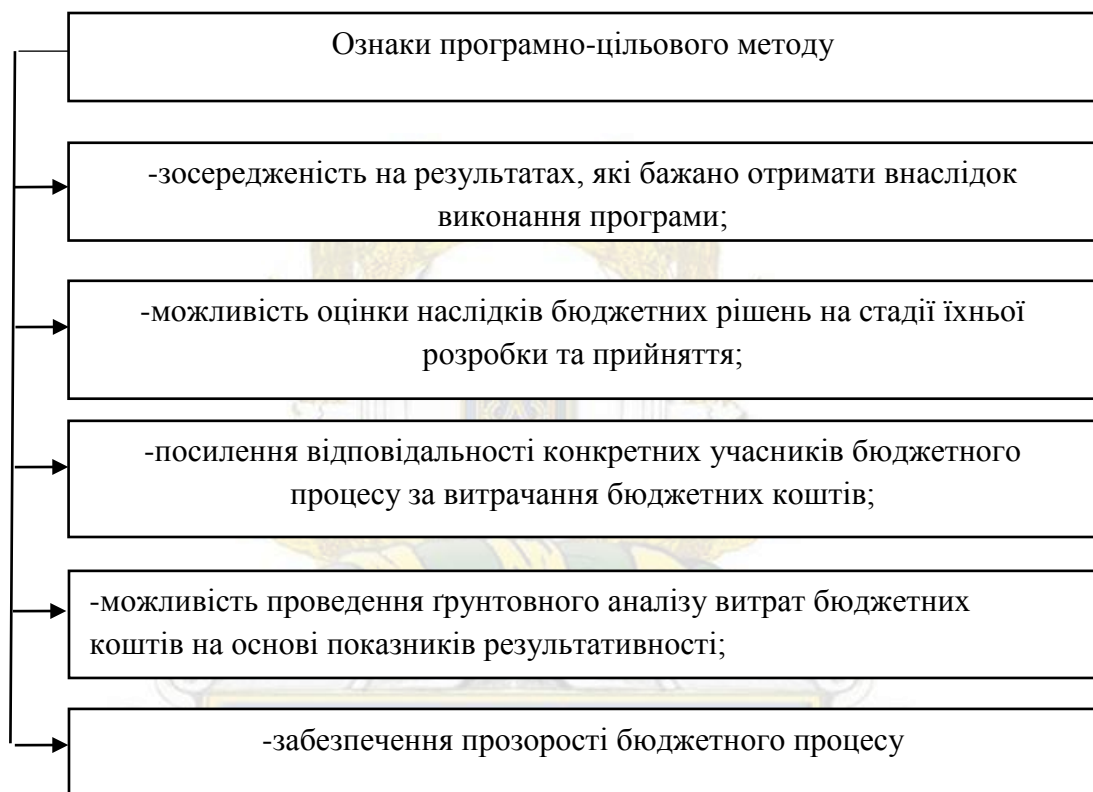 Ознаки програмно-цільового методу
-зосередженість на результатах, які бажано отримати внаслідок
виконання програми;
-можливість оцінки наслідків бюджетних рішень на стадії їхньої
розробки та прийняття;
-посилення відповідальності конкретних учасників бюджетного
процесу за витрачання бюджетних коштів;
-можливість проведення ґрунтовного аналізу витрат бюджетних
коштів на основі показників результативності;
-забезпечення прозорості бюджетного процесу